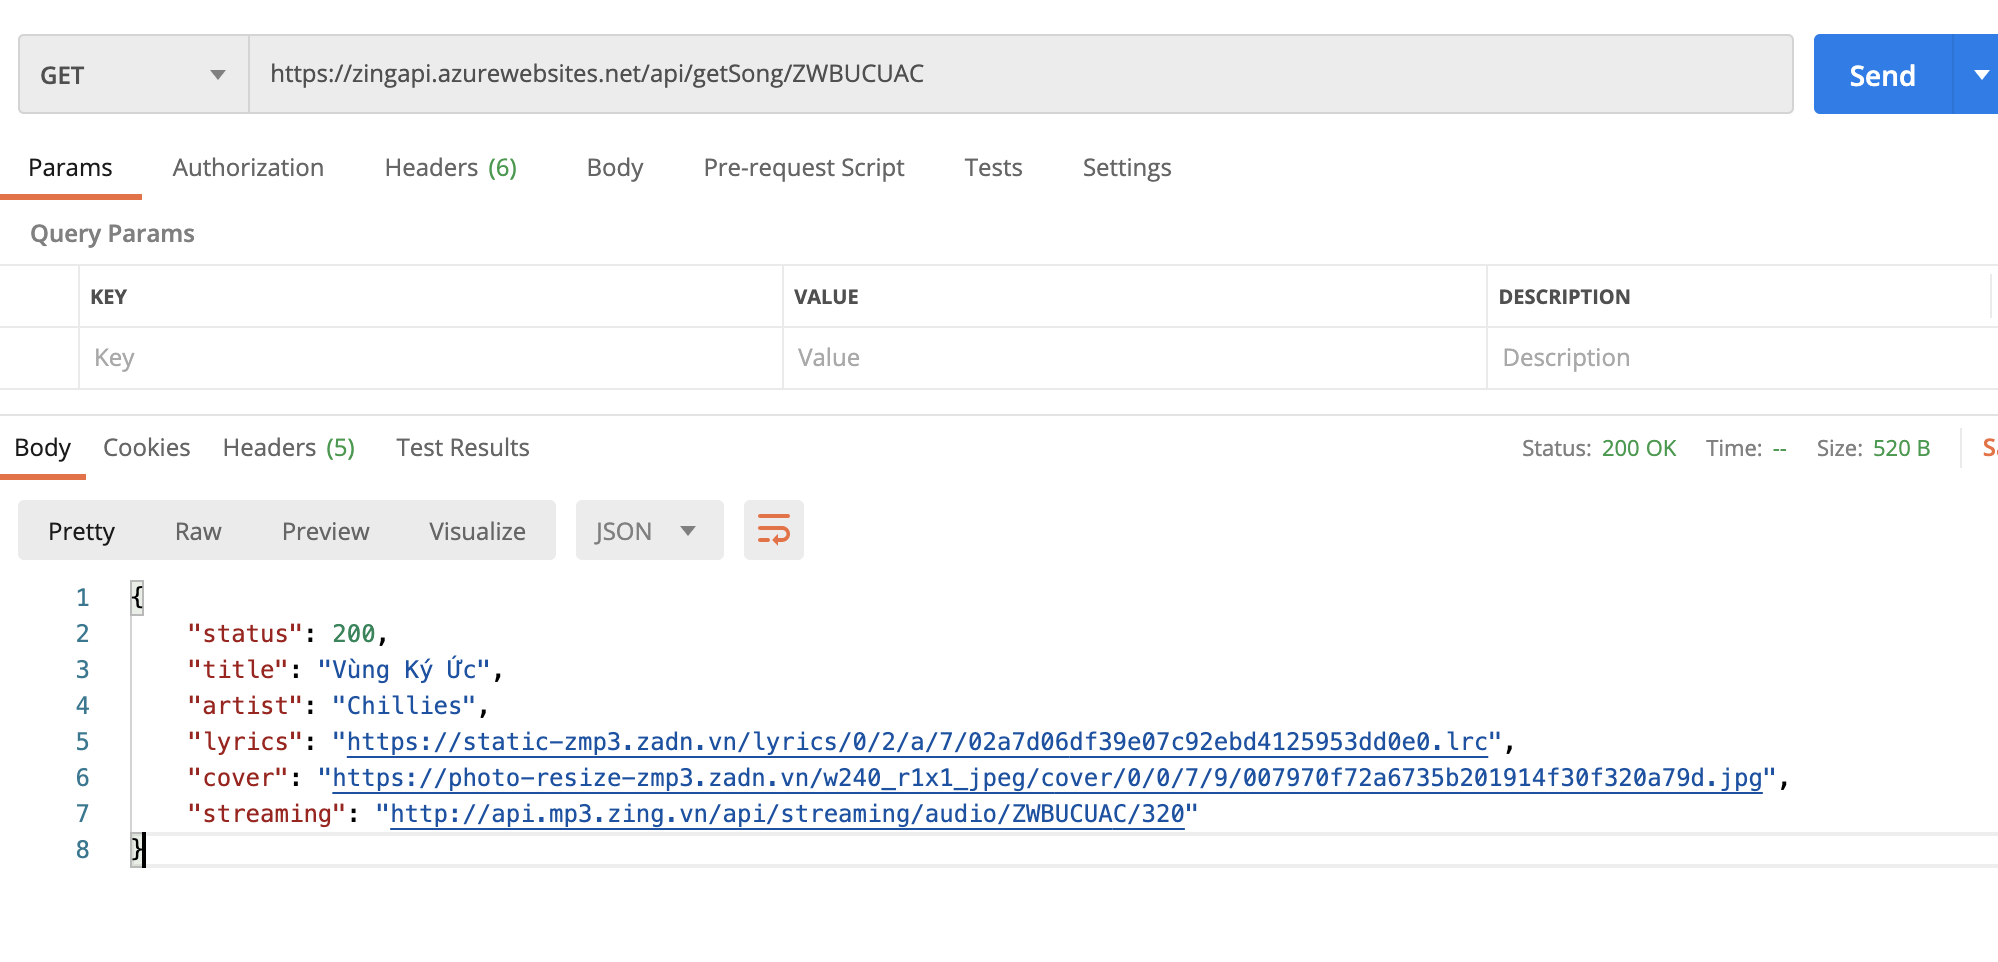 GET https://zingapi.azurewebsites.net/api/getSong/ZWBUCUAC Send
Params Authorization Headers (6) Body Pre-request Script Tests Settings
Query Params
KEY VALUE DESCRIPTION
Key Value Description
Body Cookies Headers (5) Test Results Status: 200 OK Time: -- Size: 520 B
Pretty Raw Preview Visualize JSON
1 {
2 "status": 200,
3 "title": "Vùng Ký Ức",
4 "artist": "Chillies",
5 "lyrics": "https://static-zmp3.zadn.vn/lyrics/0/2/a/7/02a7d06df39e07c92ebd4125953dd0e0.lrc",
6 "cover": "https://photo-resize-zmp3.zadn.vn/w240_r1x1_jpeg/cover/0/0/7/9/007970f72a6735b201914f30f320a79d.jpg",
7 "streaming": "http://api.mp3.zing.vn/api/streaming/audio/ZWBUCUAC/320"
8 }